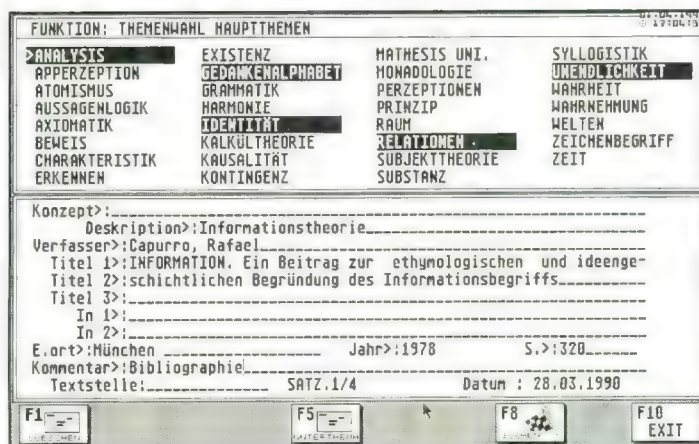 FUNKTION: THEMENWAHL HAUPTTHEMEN
>ANALYSIS EXISTENZ MATHESIS UNI. SYLLOGISTIK
APPERZEPTION GEDANKENALPHABET MONADOLOGIE UNENDLICHKEIT
ATOMISMUS GRAMMATIK PERZEPTIONEN WAHRHEIT
AUSSAGENLOGIK HARMONIE PRINZIP WAHRNEHMUNG
AXIOMATIK IDENTITÄT RAUM WELTEN
BEWEIS KALKÜLTHEORIE RELATIONEN ZEICHENBEGRIFF
CHARAKTERISTIK KAUSALITÄT SUBJEKTTHEORIE ZEIT
ERKENNEN KONTINGENZ SUBSTANZ
Konzept>:
Deskription>:Informationstheorie
Verfasser>:Capurro, Rafael
Titel 1>:INFORMATION. Ein Beitrag zur ethymologischen und ideenge-
Titel 2>:schichtlichen Begründung des Informationsbegriffs
Titel 3>:
In 1>:
In 2>:
E.ort>:München Jahr>:1978 S.>:320
Kommentar>:Bibliographie
Textstelle: SATZ.1/4 Datum : 28.03.1990
F1 F5 F8 F10
UNTERTHEMA EXIT